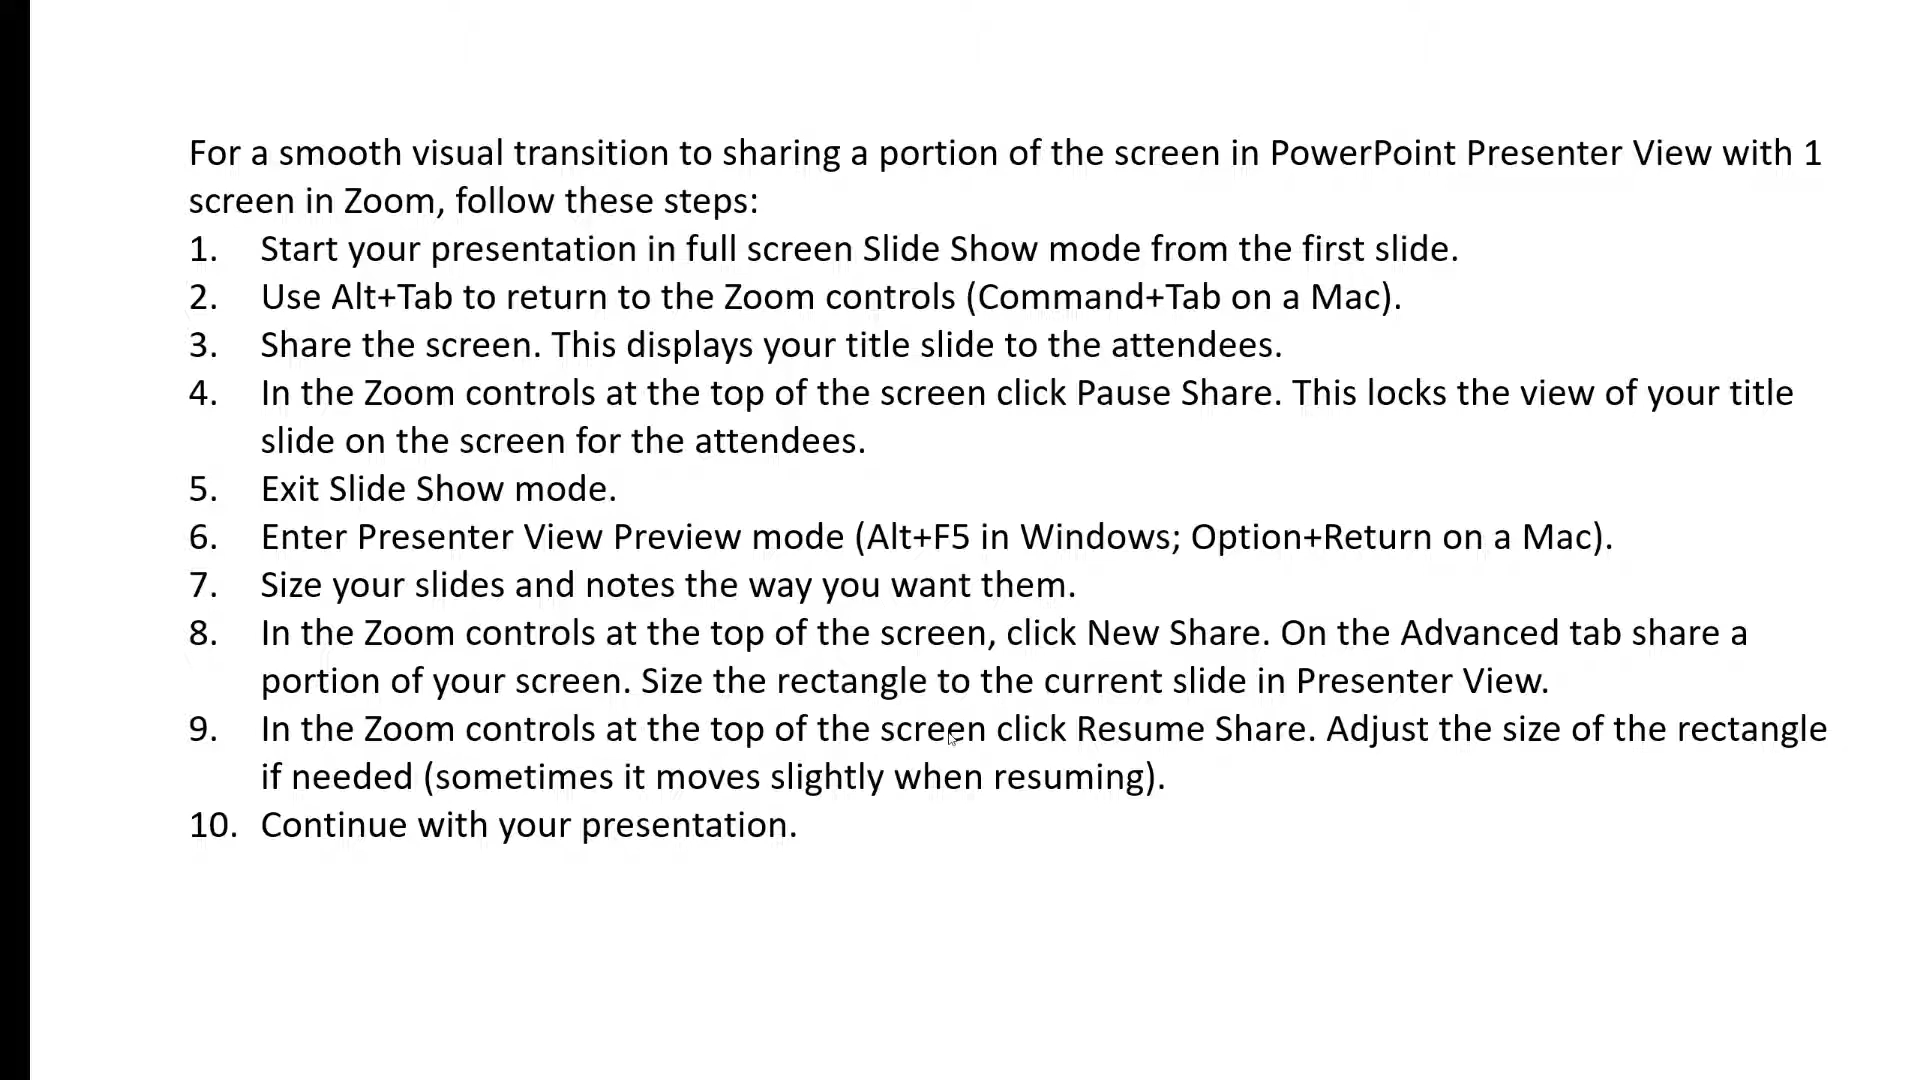 For a smooth visual transition to sharing a portion of the screen in PowerPoint Presenter View with 1
screen in Zoom, follow these steps:
1. Start your presentation in full screen Slide Show mode from the first slide.
2. Use Alt+Tab to return to the Zoom controls (Command+Tab on a Mac).
3. Share the screen. This displays your title slide to the attendees.
4. In the Zoom controls at the top of the screen click Pause Share. This locks the view of your title
slide on the screen for the attendees.
5. Exit Slide Show mode.
6. Enter Presenter View Preview mode (Alt+F5 in Windows; Option+Return on a Mac).
7. Size your slides and notes the way you want them.
8. In the Zoom controls at the top of the screen, click New Share. On the Advanced tab share a
portion of your screen. Size the rectangle to the current slide in Presenter View.
9. In the Zoom controls at the top of the screen click Resume Share. Adjust the size of the rectangle
if needed (sometimes it moves slightly when resuming).
10. Continue with your presentation.